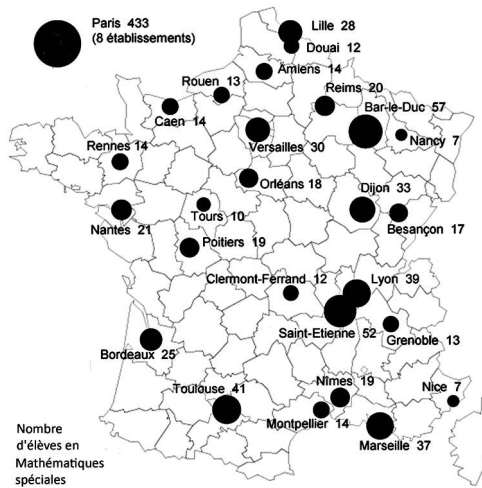 Paris 433
(8 établissements)
Lille 28
Douai 12
Amiens 14
Rouen 13
Reims 20
Bar-le-Duc 57
Caen 14
Nancy 7
Versailles 30
Rennes 14
Orléans 18
Dijon 33
Tours 10
Nantes 21
Besançon 17
Poitiers 19
Clermont-Ferrand 12
Lyon 39
Saint-Etienne 52
Grenoble 13
Bordeaux 25
Toulouse 41
Nîmes 19
Nice 7
Montpellier 14
Marseille 37
Nombre
d'élèves en
Mathématiques
spéciales